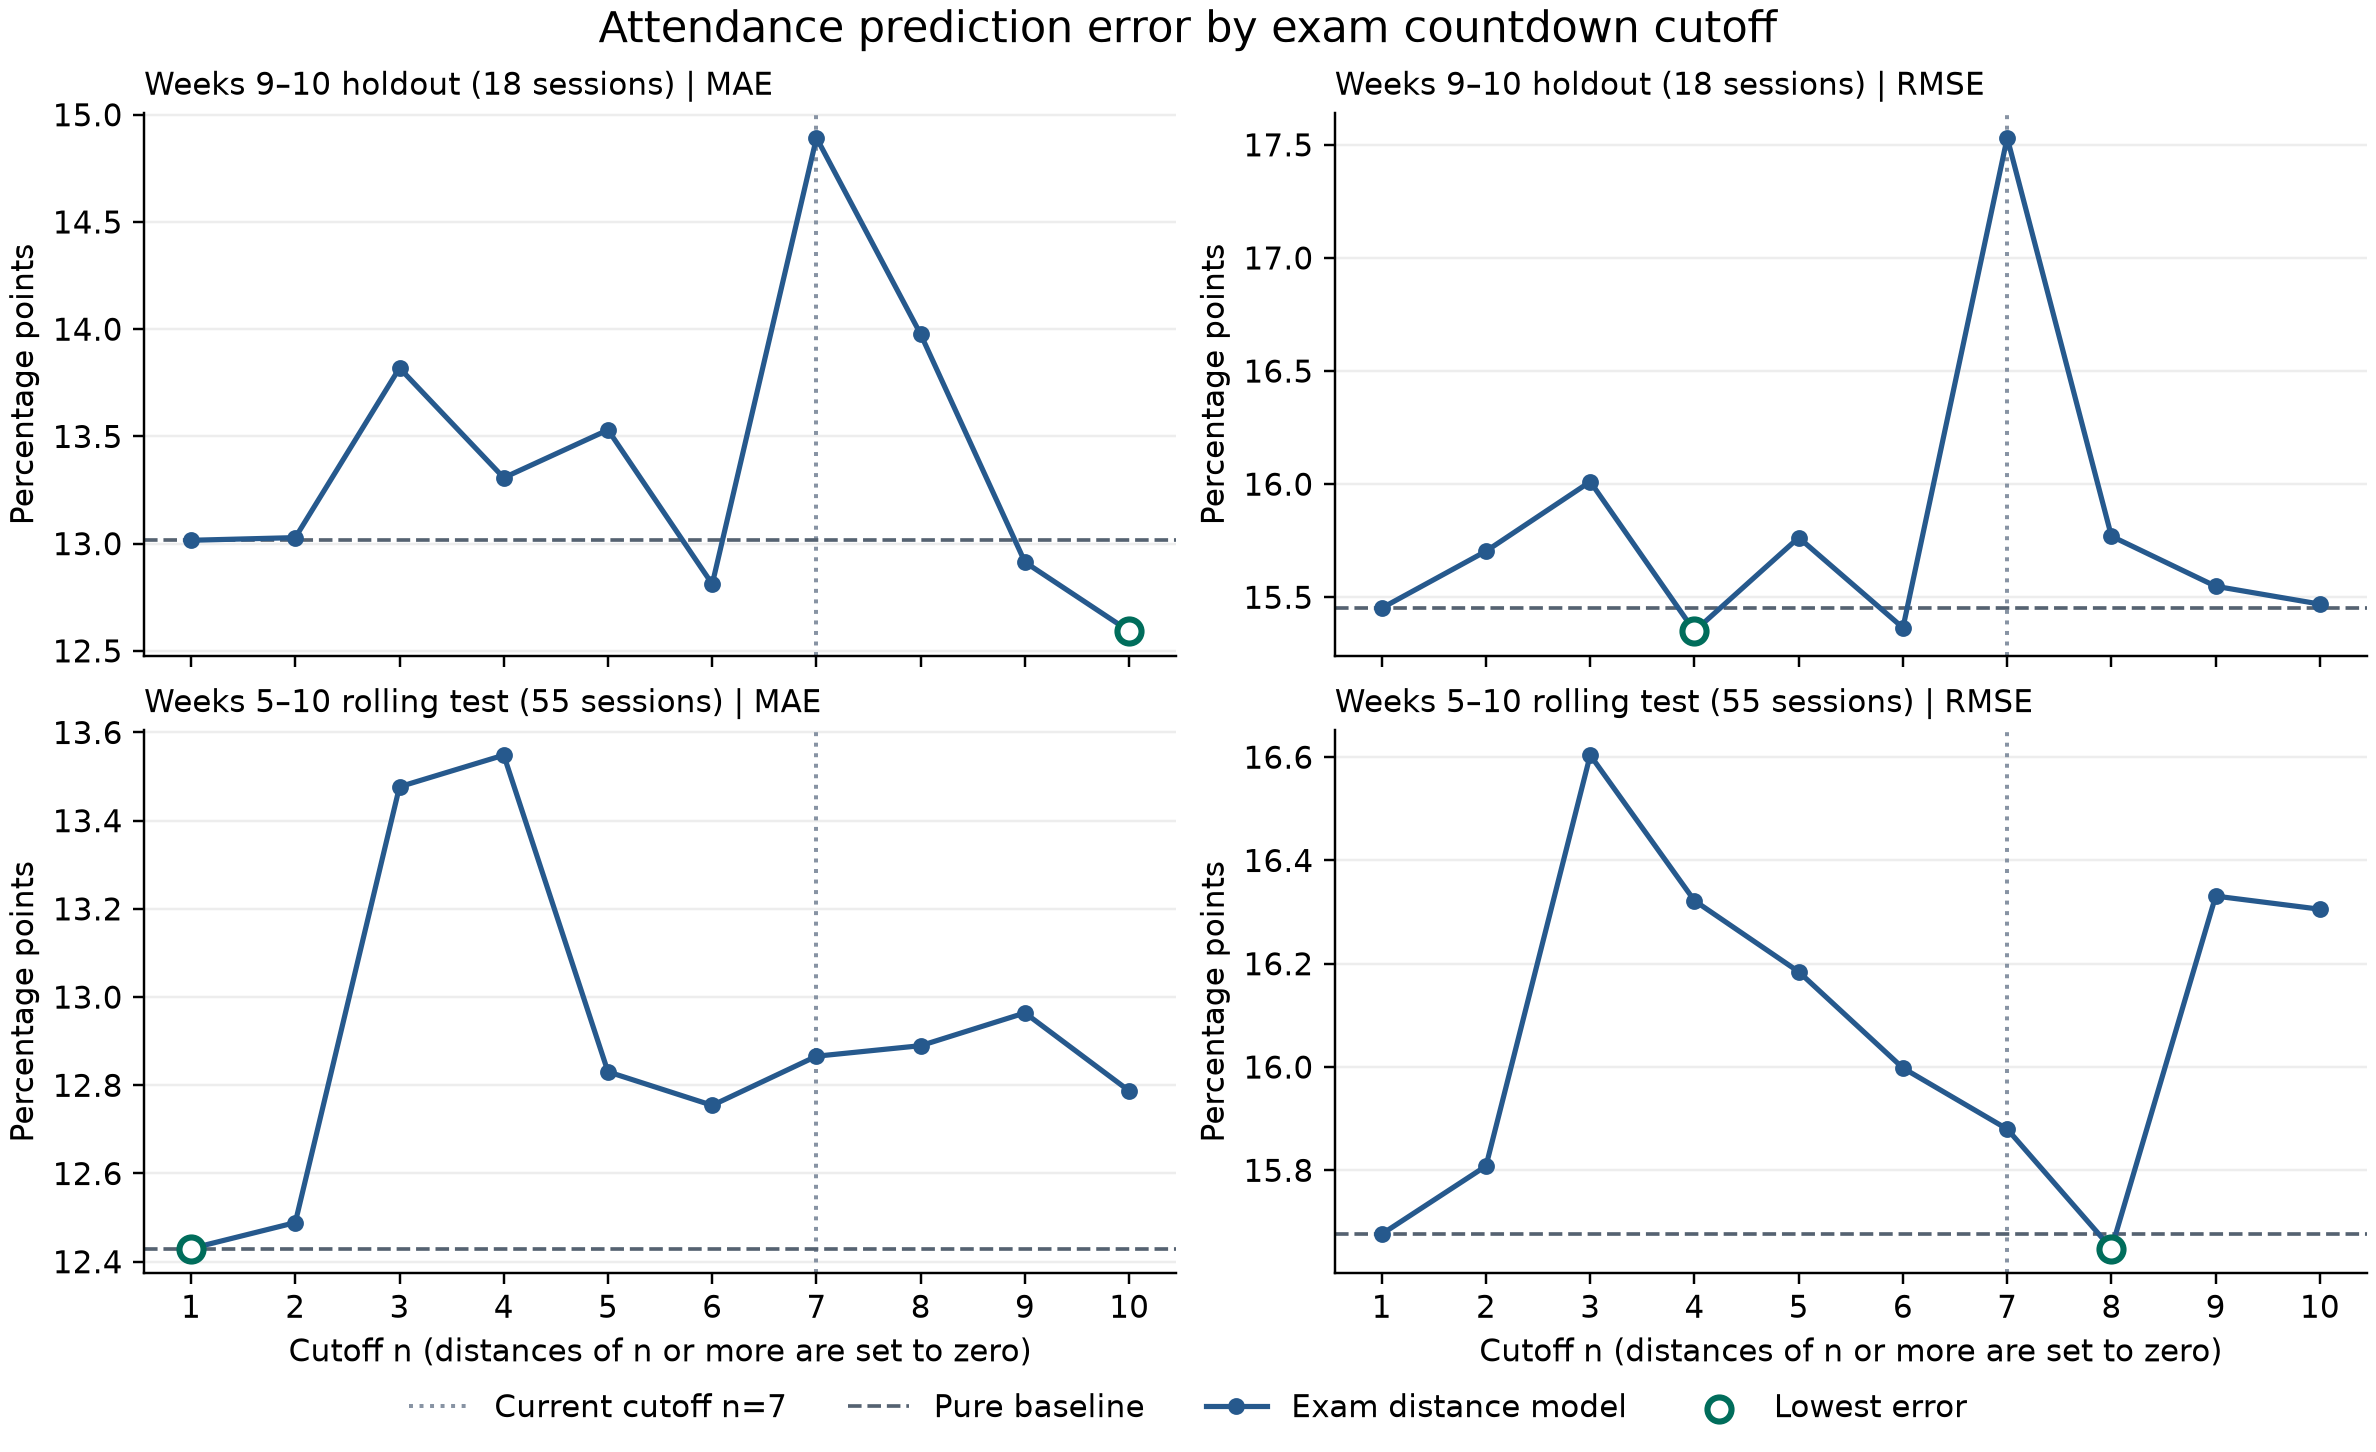 Attendance prediction error by exam countdown cutoff
Weeks 9–10 holdout (18 sessions) | MAE
15.0
14.5
14.0
13.5
13.0
12.5
Percentage points
Weeks 9–10 holdout (18 sessions) | RMSE
17.5
17.0
16.5
16.0
15.5
Percentage points
Weeks 5–10 rolling test (55 sessions) | MAE
13.6
13.4
13.2
13.0
12.8
12.6
12.4
Percentage points
1 2 3 4 5 6 7 8 9 10
Cutoff n (distances of n or more are set to zero)
Weeks 5–10 rolling test (55 sessions) | RMSE
16.6
16.4
16.2
16.0
15.8
Percentage points
1 2 3 4 5 6 7 8 9 10
Cutoff n (distances of n or more are set to zero)
Current cutoff n=7 Pure baseline Exam distance model Lowest error